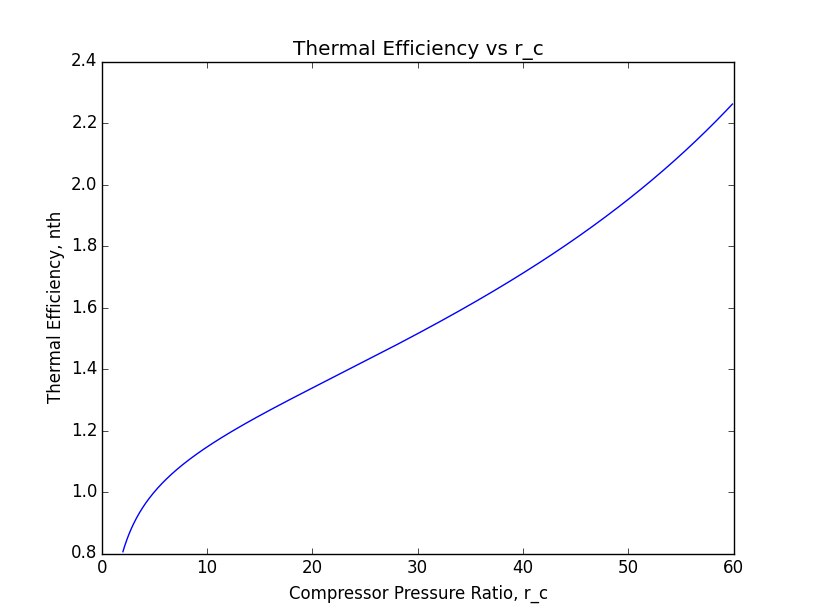 Thermal Efficiency vs r_c
2.4
2.2
2.0
1.8
1.6
1.4
1.2
1.0
0.8
Thermal Efficiency, nth
0 10 20 30 40 50 60
Compressor Pressure Ratio, r_c